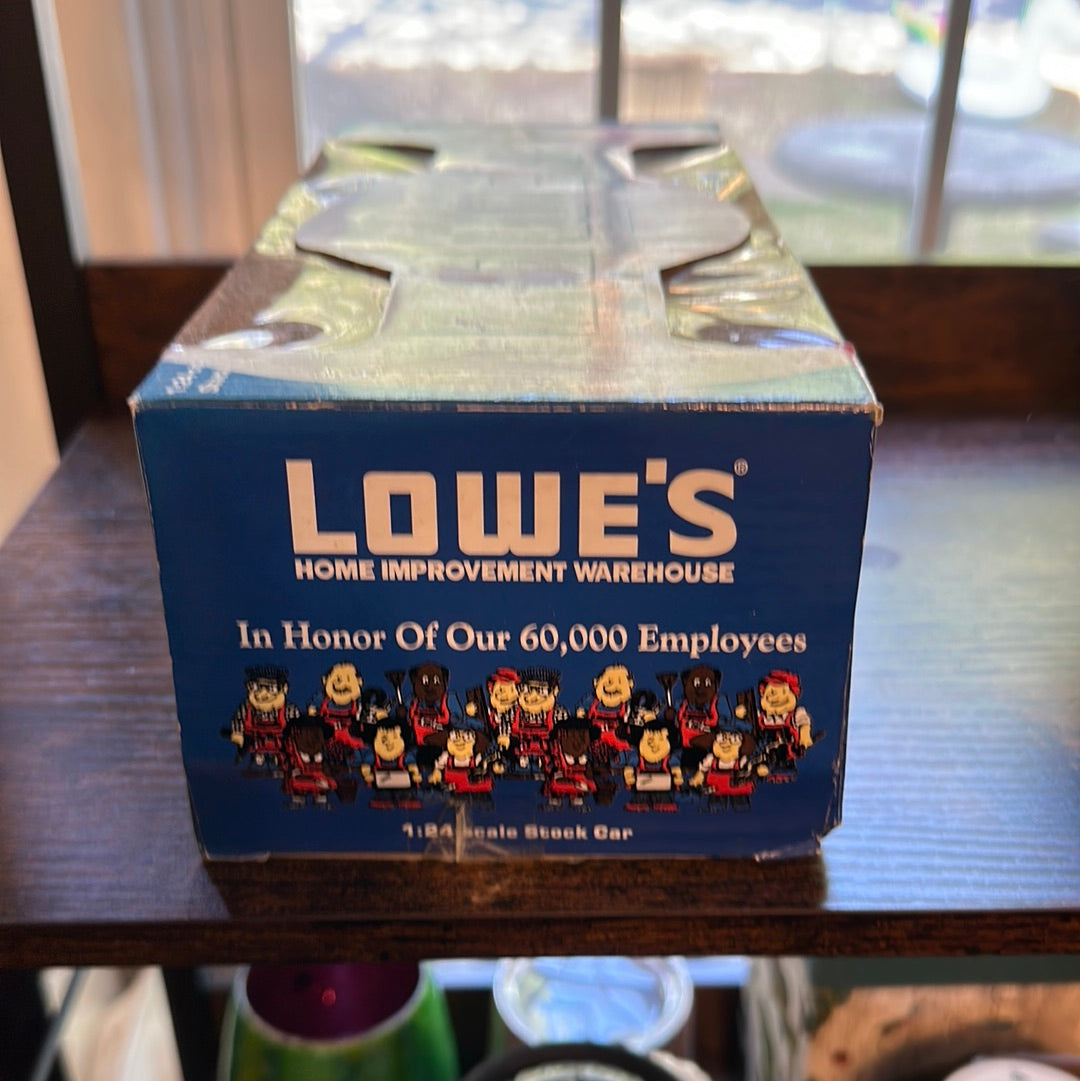 LOWE'S®
HOME IMPROVEMENT WAREHOUSE
In Honor Of Our 60,000 Employees
1:24 scale Stock Car